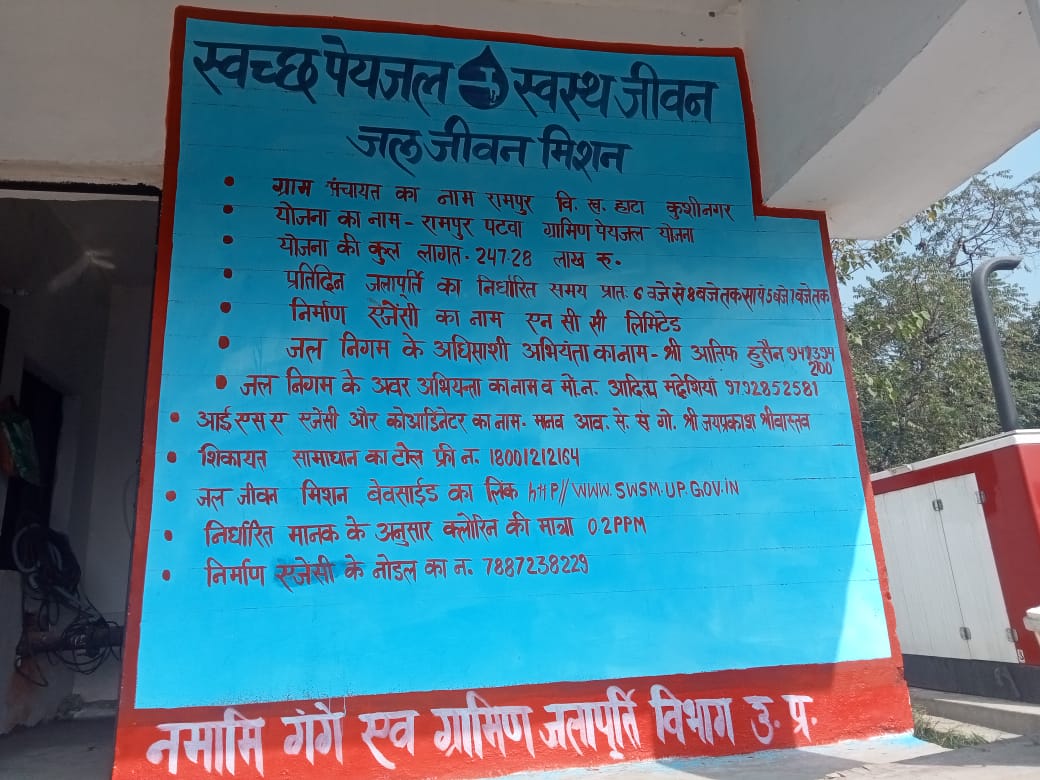 स्वच्छ पेयजल स्वस्थ जीवन
जल जीवन मिशन
• ग्राम पंचायत का नाम रामपुर वि. ख. हाटा कुशीनगर
• योजना का नाम - रामपुर पटवा ग्रामिण पेयजल योजना
• योजना की कुल लागत - 247.28 लाख रु.
• प्रतिदिन जलापूर्ति का निर्धारित समय प्रातः 6 बजे से 8 बजे तक सायं 5 बजे 7 बजे तक
• निर्माण एजेंसी का नाम एन सी सी लिमिटेड
• जल निगम के अधिसाशी अभियंता का नाम - श्री आतिफ हुसैन
• जल निगम के अवर अभियन्ता का नाम व मो. न. आदित्य मद्देशियां 9792852581
• आई एस ए एजेंसी और कोआर्डिनेटर का नाम - मानव आव. से. सं गो. श्री जयप्रकाश श्रीवास्तव
• शिकायत सामाधान का टोल फ्री न. 18001212164
• जल जीवन मिशन बेवसाईड का लिंक http//WWW.SWSM.UP.GOV.IN
• निर्धारित मानक के अनुसार क्लोरिन की मात्रा 0.2PPM
• निर्माण एजेंसी के नोडल का न. 7887238229
नमामि गंगे एव ग्रामिण जलापूर्ति विभाग उ. प्र.